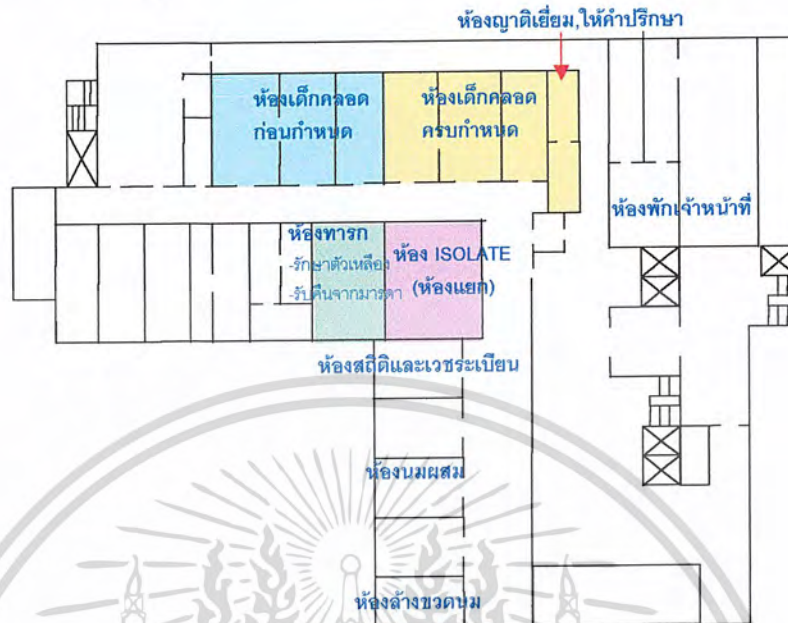 ห้องญาติเยี่ยม,ให้คำปรึกษา
ห้องเด็กคลอด
ก่อนกำหนด
ห้องเด็กคลอด
ครบกำหนด
ห้องพักเจ้าหน้าที่
ห้องทารก
-รักษาตัวเหลือง
-รับคืนจากมารดา
ห้อง ISOLATE
(ห้องแยก)
ห้องสถิติและเวชระเบียน
ห้องนมผสม
ห้องล้างขวดนม